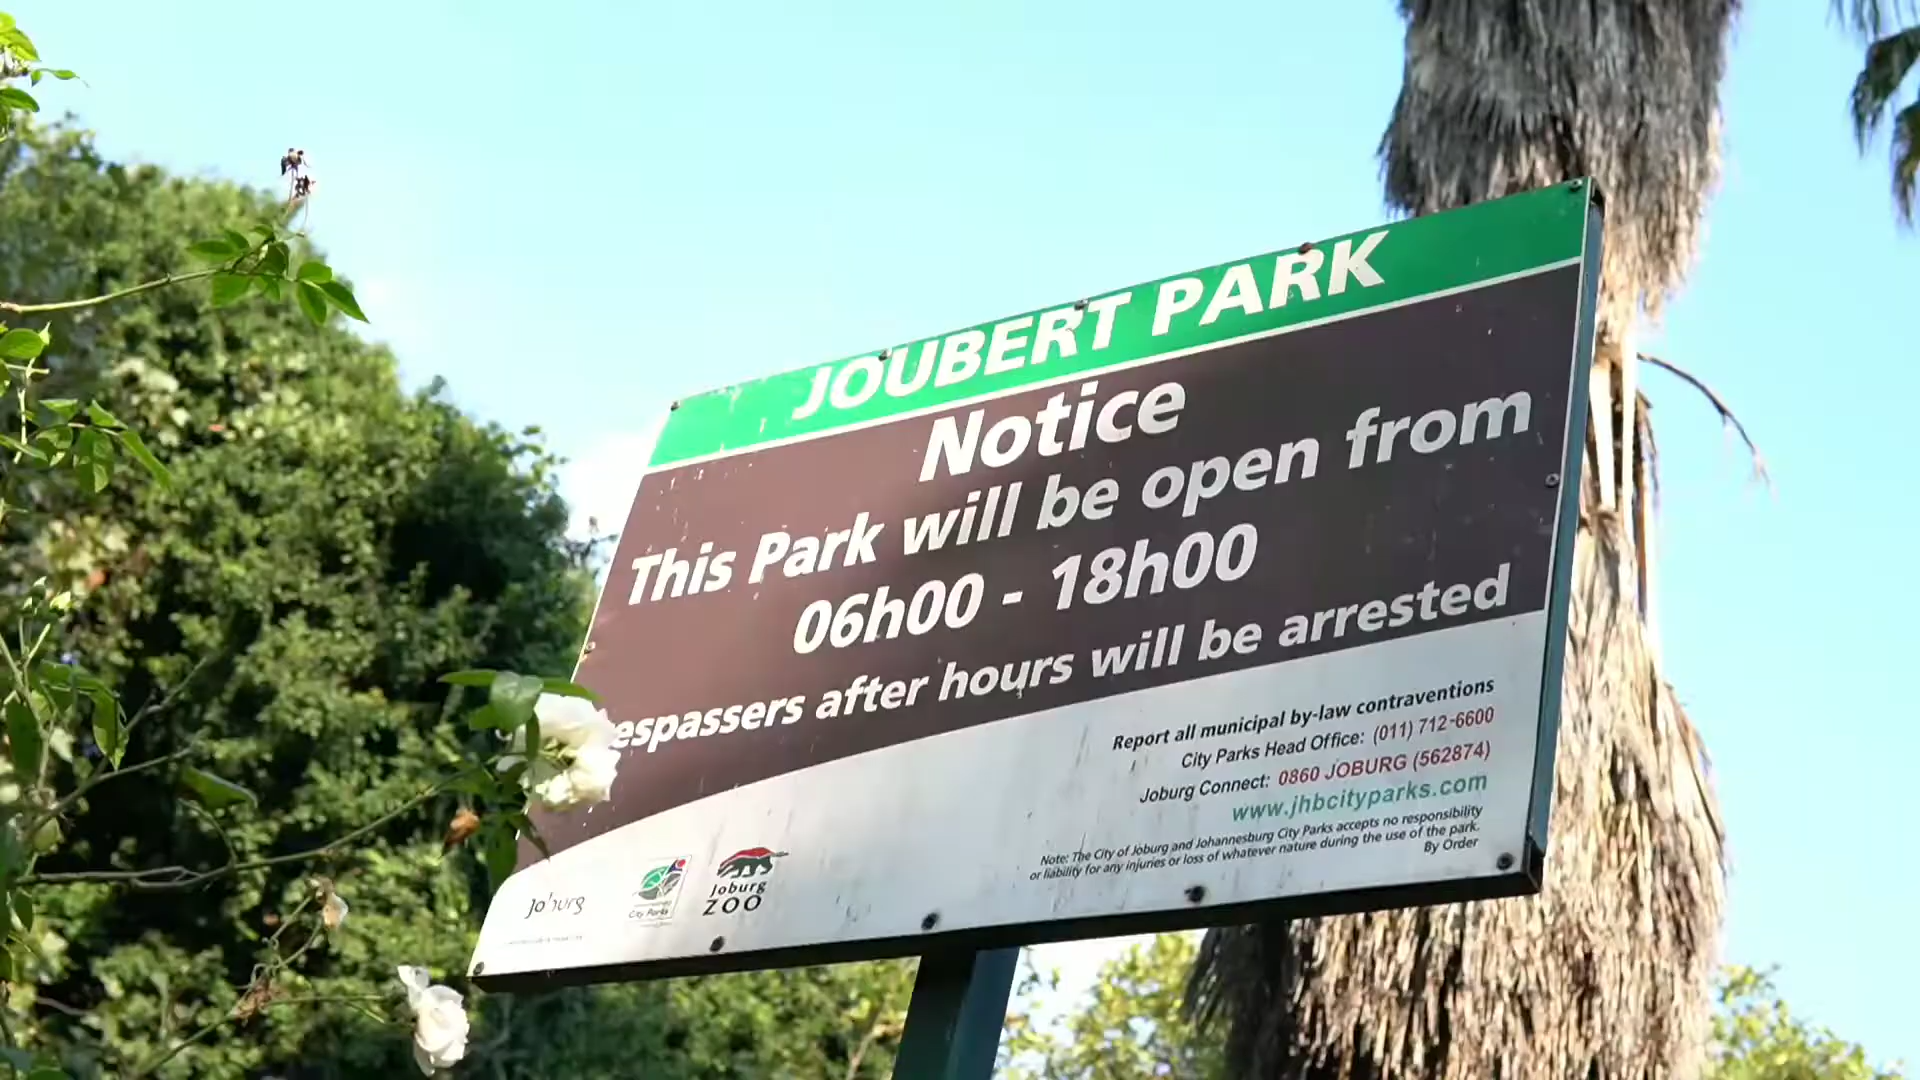 JOUBERT PARK
Notice
This Park will be open from
06h00 - 18h00
espassers after hours will be arrested
Report all municipal by-law contraventions
City Parks Head Office: (011) 712-6600
Joburg Connect: 0860 JOBURG (562874)
www.jhbcityparks.com
Note: The City of Joburg and Johannesburg City Parks accepts no responsibility
or liability for any injuries or loss of whatever nature during the use of the park.
By Order
Joburg
City Parks
Joburg
ZOO